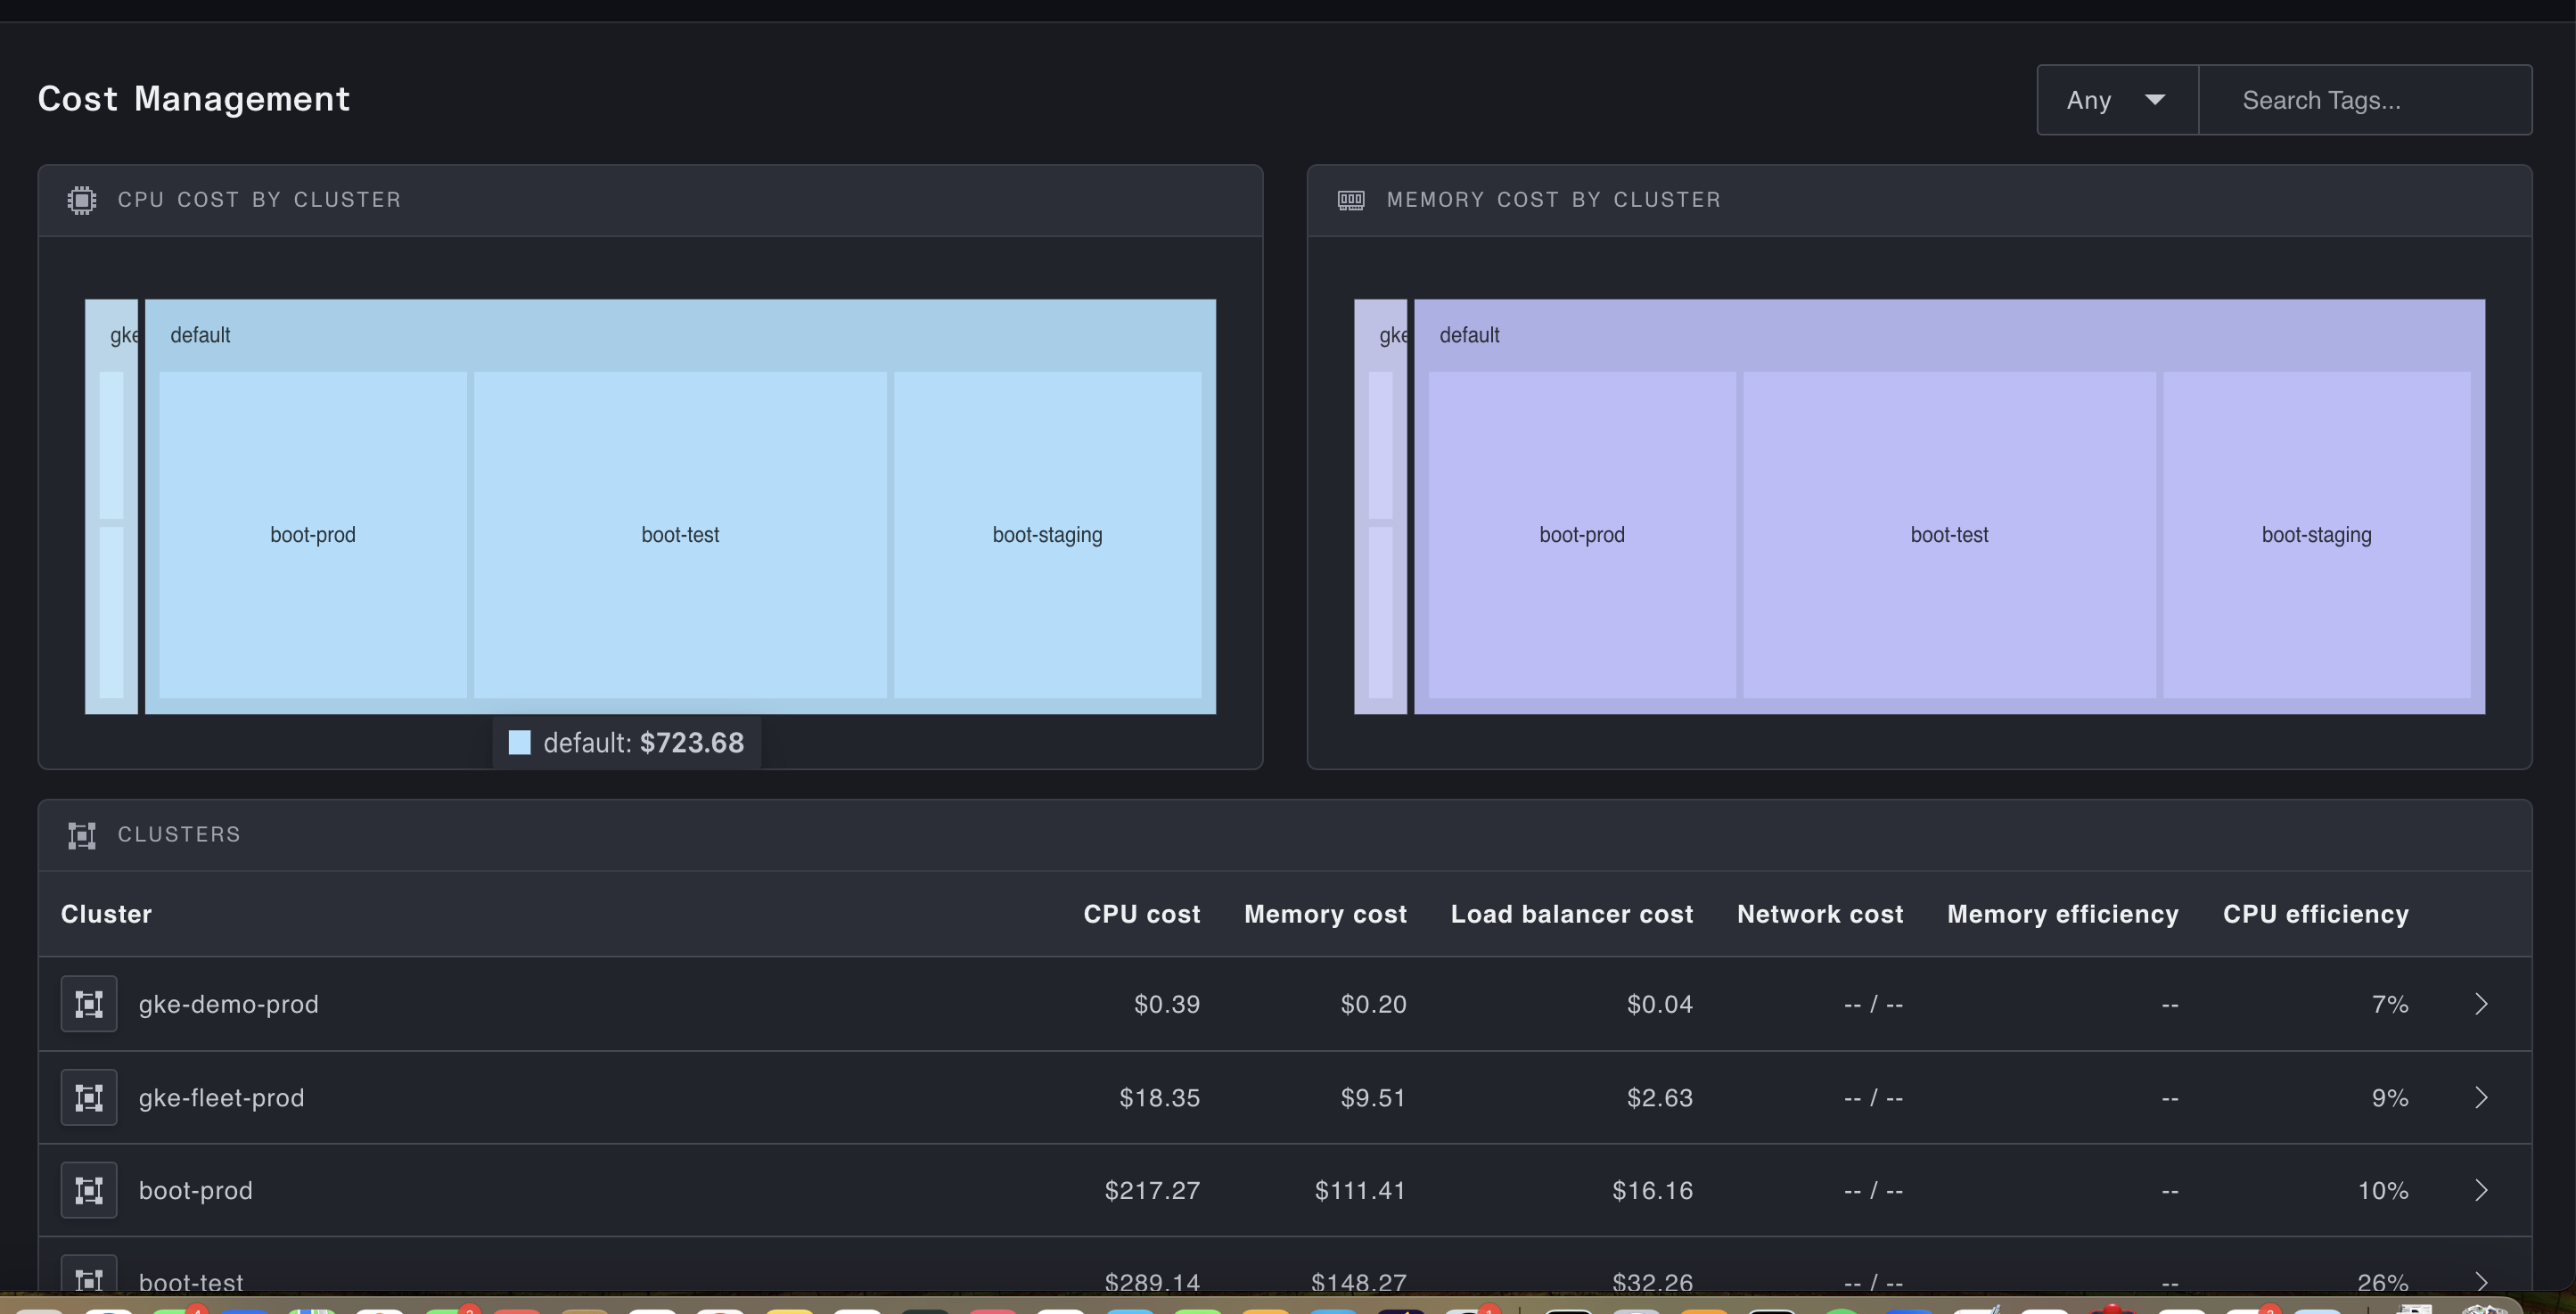 Cost Management
Any
Search Tags...
CPU COST BY CLUSTER
MEMORY COST BY CLUSTER
gke
default
boot-prod
boot-test
boot-staging
default: $723.68
gke
default
boot-prod
boot-test
boot-staging
CLUSTERS
Cluster CPU cost Memory cost Load balancer cost Network cost Memory efficiency CPU efficiency
gke-demo-prod $0.39 $0.20 $0.04 -- / -- -- 7%
gke-fleet-prod $18.35 $9.51 $2.63 -- / -- -- 9%
boot-prod $217.27 $111.41 $16.16 -- / -- -- 10%
boot-test $289.14 $148.27 $32.26 -- / -- -- 26%